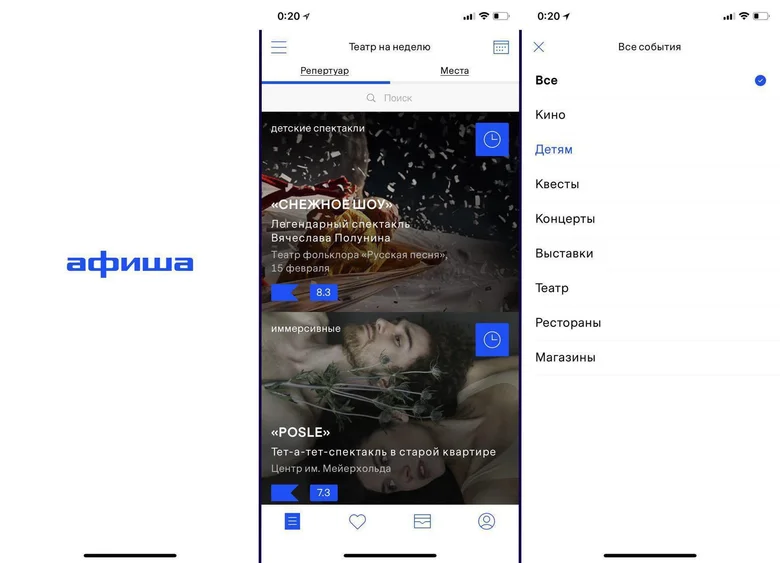 афиша
0:20
Театр на неделю
Репертуар
Места
Поиск
детские спектакли
«СНЕЖНОЕ ШОУ»
Легендарный спектакль
Вячеслава Полунина
Театр фольклора «Русская песня»,
15 февраля
8.3
иммерсивные
«POSLE»
Тет-а-тет-спектакль в старой квартире
Центр им. Мейерхольда
7.3
0:20
Все события
Все
Кино
Детям
Квесты
Концерты
Выставки
Театр
Рестораны
Магазины